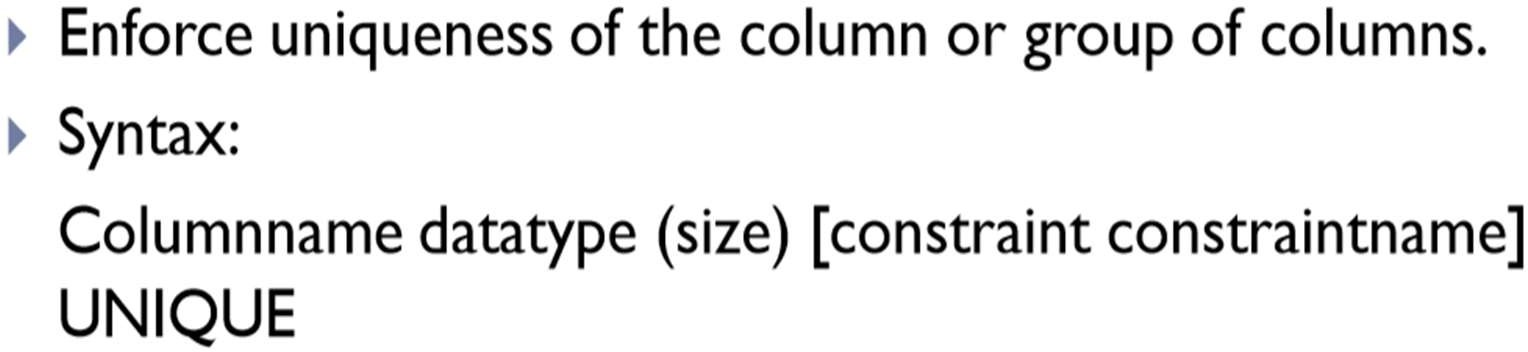 Enforce uniqueness of the column or group of columns.
Syntax:
Columnname datatype (size) [constraint constraintname]
UNIQUE